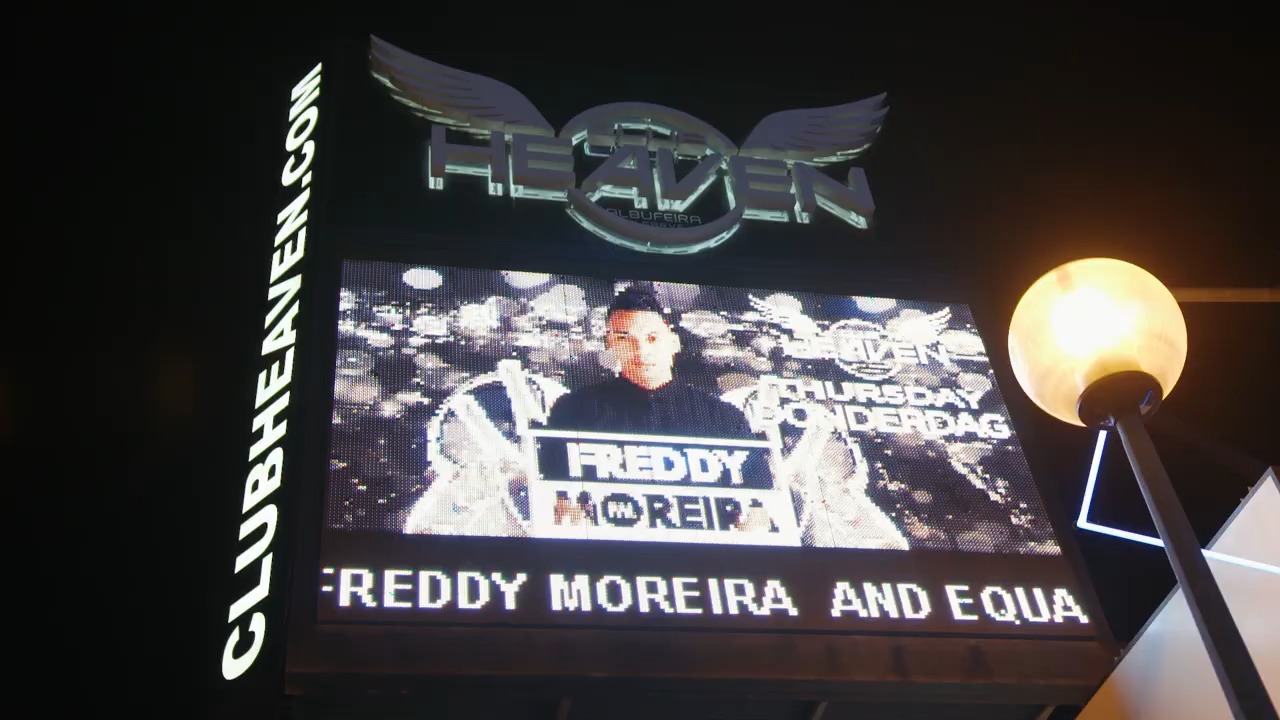 CLUBHEAVEN.COM
HEAVEN
ALBUFEIRA
HEAVEN
THURSDAY
DONDERDAG
FREDDY
MOREIRA
FREDDY MOREIRA AND EQUA